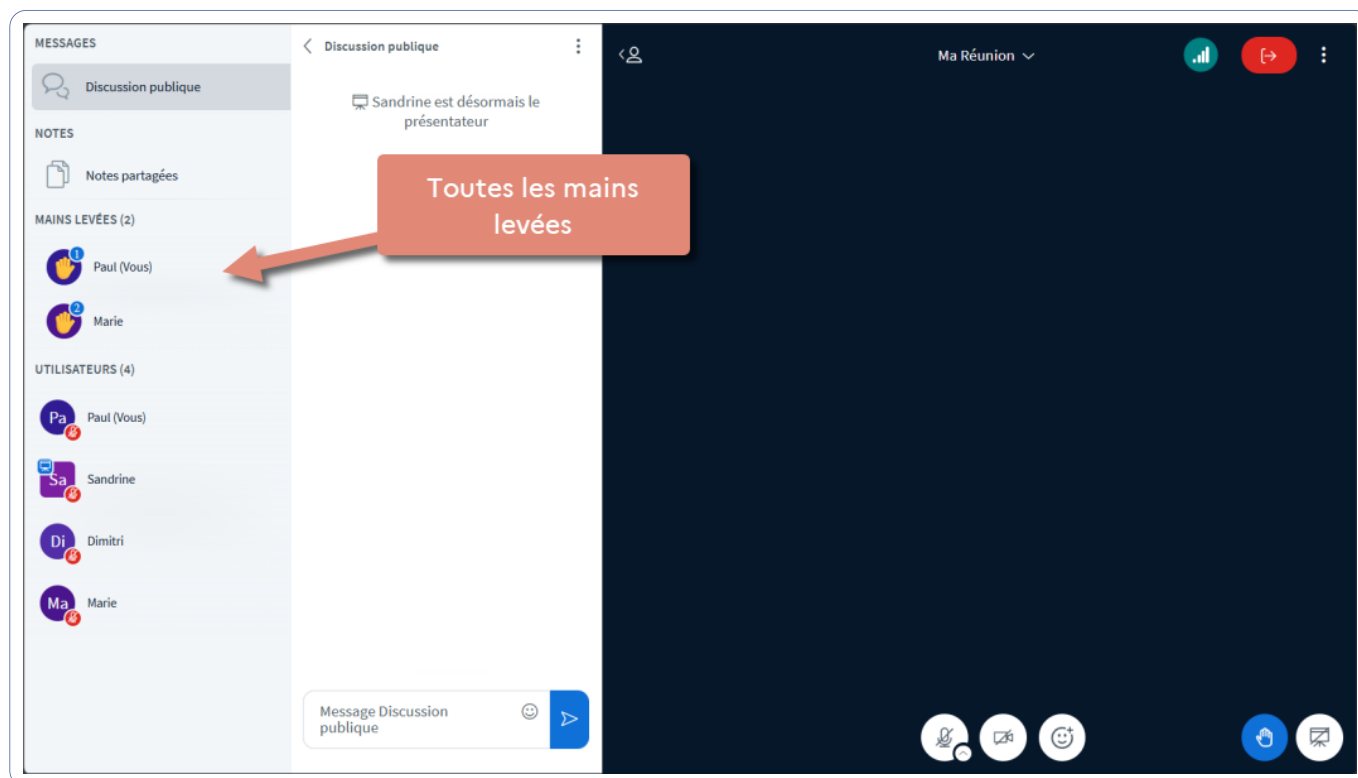 MESSAGES
Discussion publique
NOTES
Notes partagées
MAINS LEVÉES (2)
1
Paul (Vous)
2
Marie
UTILISATEURS (4)
Pa
Paul (Vous)
Sa
Sandrine
Di
Dimitri
Ma
Marie
Discussion publique
Sandrine est désormais le
présentateur
Toutes les mains
levées
Message Discussion
publique
Ma Réunion